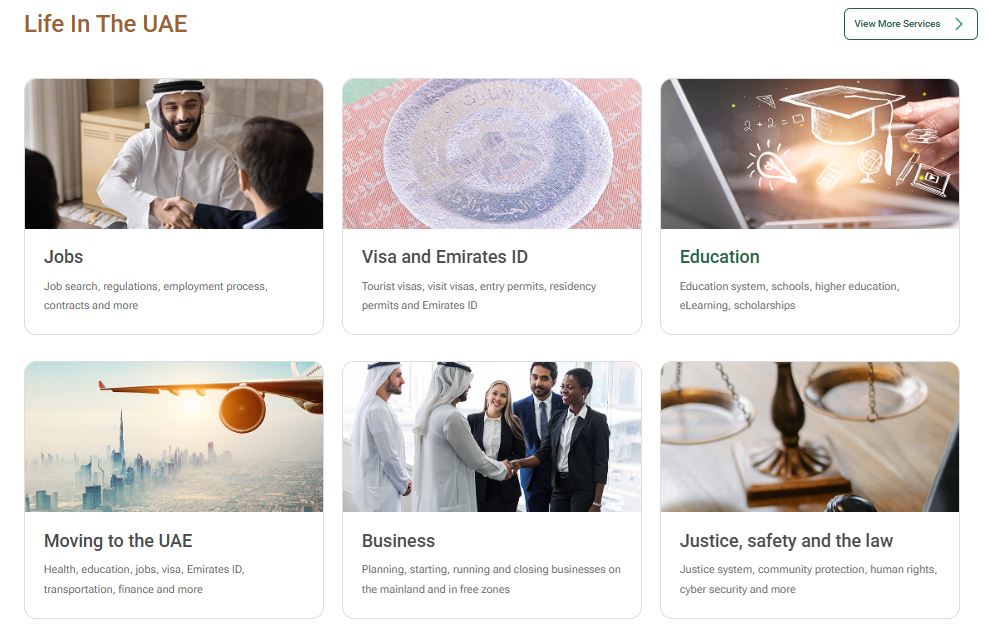 Life In The UAE
View More Services
2 + 2 =
Jobs
Job search, regulations, employment process,
contracts and more
Visa and Emirates ID
Tourist visas, visit visas, entry permits, residency
permits and Emirates ID
Education
Education system, schools, higher education,
eLearning, scholarships
Moving to the UAE
Health, education, jobs, visa, Emirates ID,
transportation, finance and more
Business
Planning, starting, running and closing businesses on
the mainland and in free zones
Justice, safety and the law
Justice system, community protection, human rights,
cyber security and more